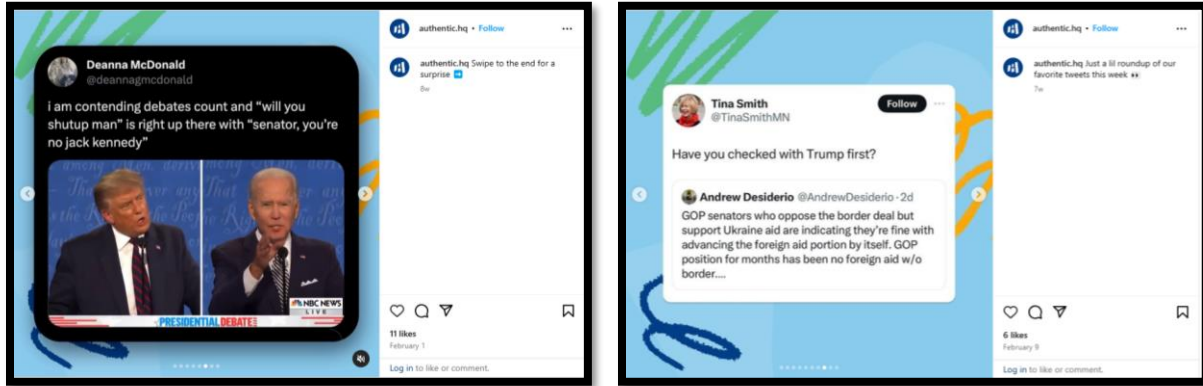 authentic.hq • Follow
authentic.hq Swipe to the end for a
surprise ➡️
8w
Deanna McDonald
@deannagmcdonald
i am contending debates count and “will you
shutup man” is right up there with “senator, you’re
no jack kennedy”
NBC NEWS
LIVE
PRESIDENTIAL DEBATE
11 likes
February 1
Log in to like or comment.
authentic.hq • Follow
authentic.hq Just a lil roundup of our
favorite tweets this week 👀
7w
Tina Smith
Follow
@TinaSmithMN
Have you checked with Trump first?
Andrew Desiderio @AndrewDesiderio · 2d
GOP senators who oppose the border deal but
support Ukraine aid are indicating they’re fine with
advancing the foreign aid portion by itself. GOP
position for months has been no foreign aid w/o
border....
6 likes
February 9
Log in to like or comment.